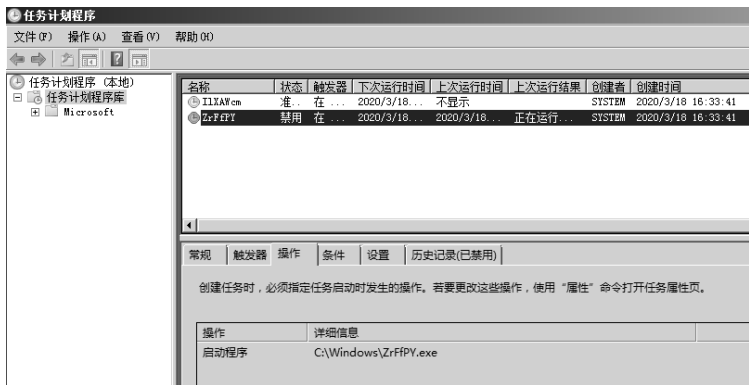 任务计划程序
文件(F) 操作(A) 查看(V) 帮助(H)
任务计划程序 (本地)
任务计划程序库
Microsoft
名称 状态 触发器 下次运行时间 上次运行时间 上次运行结果 创建者 创建时间
IlXAWcm 准.. 在 ... 2020/3/18... 不显示 SYSTEM 2020/3/18 16:33:41
ZrFfPY 禁用 在 ... 2020/3/18... 2020/3/18... 正在运行... SYSTEM 2020/3/18 16:33:41
常规 触发器 操作 条件 设置 历史记录(已禁用)
创建任务时，必须指定任务启动时发生的操作。若要更改这些操作，使用“属性”命令打开任务属性页。
操作 详细信息
启动程序 C:\Windows\ZrFfPY.exe